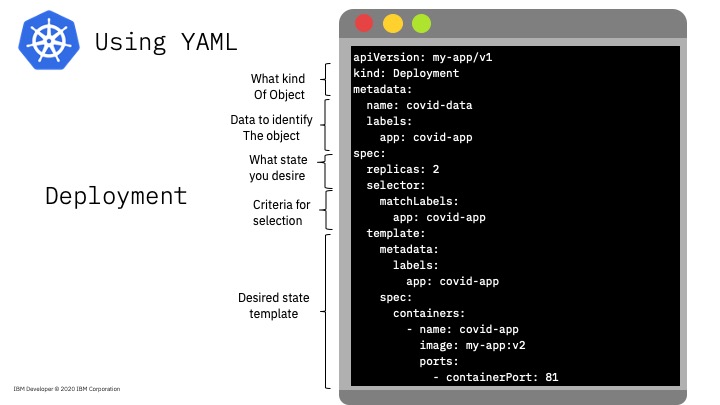 Using YAML
Deployment
What kind
Of Object
Data to identify
The object
What state
you desire
Criteria for
selection
Desired state
template
apiVersion: my-app/v1
kind: Deployment
metadata:
  name: covid-data
  labels:
    app: covid-app
spec:
  replicas: 2
  selector:
    matchLabels:
      app: covid-app
  template:
    metadata:
      labels:
        app: covid-app
    spec:
      containers:
        - name: covid-app
          image: my-app:v2
          ports:
            - containerPort: 81
IBM Developer © 2020 IBM Corporation